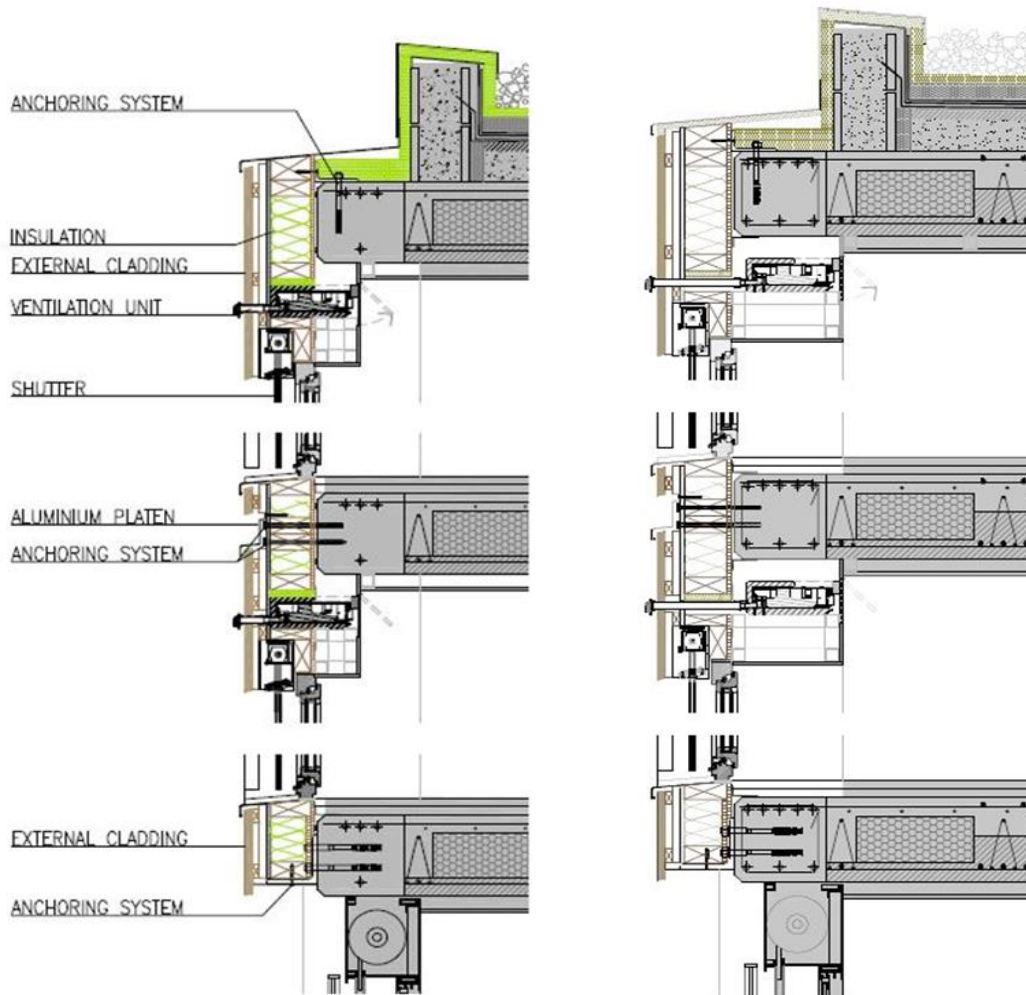 ANCHORING SYSTEM
INSULATION
EXTERNAL CLADDING
VENTILATION UNIT
SHUTTER
ALUMINIUM PLATEN
ANCHORING SYSTEM
EXTERNAL CLADDING
ANCHORING SYSTEM